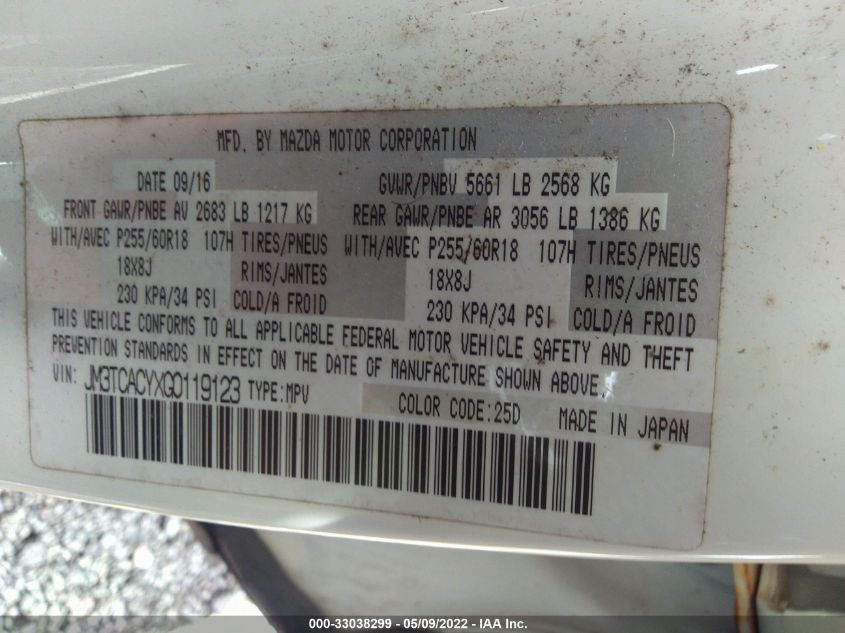 MFD. BY MAZDA MOTOR CORPORATION
DATE 09/16 GVWR/PNBV 5661 LB 2568 KG
FRONT GAWR/PNBE AV 2683 LB 1217 KG REAR GAWR/PNBE AR 3056 LB 1386 KG
WITH/AVEC P255/60R18 107H TIRES/PNEUS WITH/AVEC P255/60R18 107H TIRES/PNEUS
18X8J RIMS/JANTES 18X8J RIMS/JANTES
230 KPA/34 PSI COLD/A FROID 230 KPA/34 PSI COLD/A FROID
THIS VEHICLE CONFORMS TO ALL APPLICABLE FEDERAL MOTOR VEHICLE SAFETY AND THEFT
PREVENTION STANDARDS IN EFFECT ON THE DATE OF MANUFACTURE SHOWN ABOVE.
VIN: JM3TCACYXG0119123 TYPE:MPV COLOR CODE:25D MADE IN JAPAN
000-33038299 - 05/09/2022 - IAA Inc.